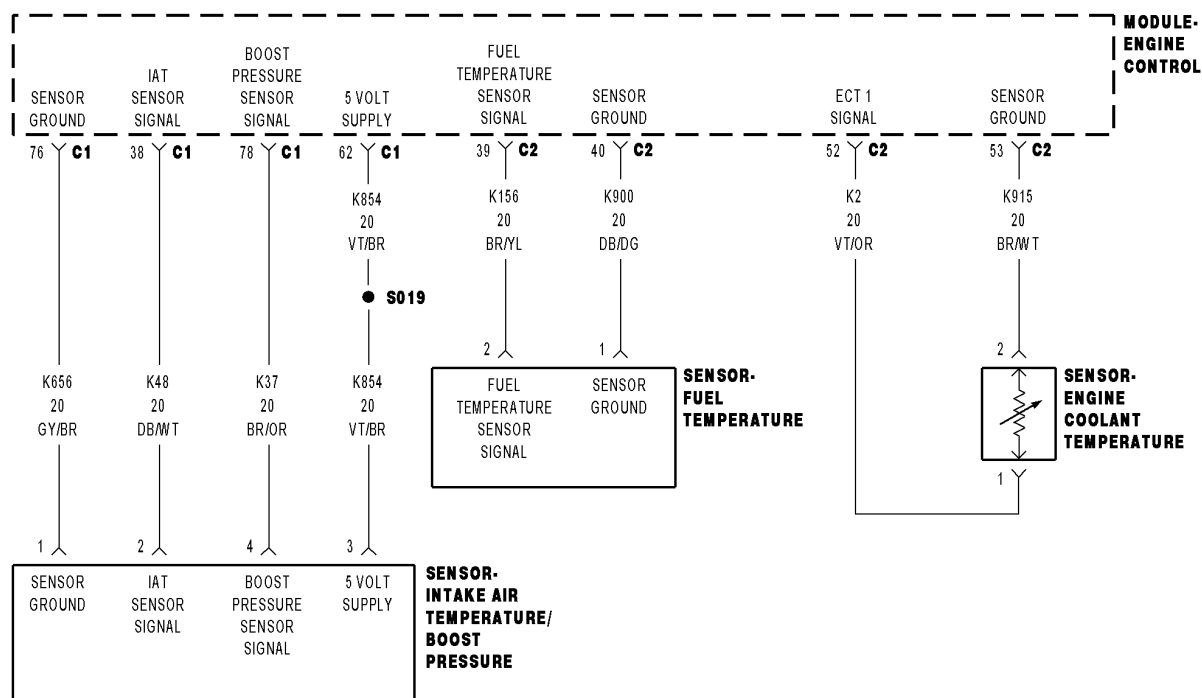 MODULE-
ENGINE
CONTROL
SENSOR
GROUND
IAT
SENSOR
SIGNAL
BOOST
PRESSURE
SENSOR
SIGNAL
5 VOLT
SUPPLY
FUEL
TEMPERATURE
SENSOR
SIGNAL
SENSOR
GROUND
ECT 1
SIGNAL
SENSOR
GROUND
76 C1
38 C1
78 C1
62 C1
39 C2
40 C2
52 C2
53 C2
K854
20
VT/BR
K156
20
BR/YL
K900
20
DB/DG
K2
20
VT/OR
K915
20
BR/WT
S019
2
1
2
K656
20
GY/BR
K48
20
DB/WT
K37
20
BR/OR
K854
20
VT/BR
FUEL
TEMPERATURE
SENSOR
SIGNAL
SENSOR
GROUND
SENSOR-
FUEL
TEMPERATURE
SENSOR-
ENGINE
COOLANT
TEMPERATURE
1
1
2
4
3
SENSOR
GROUND
IAT
SENSOR
SIGNAL
BOOST
PRESSURE
SENSOR
SIGNAL
5 VOLT
SUPPLY
SENSOR-
INTAKE AIR
TEMPERATURE/
BOOST
PRESSURE